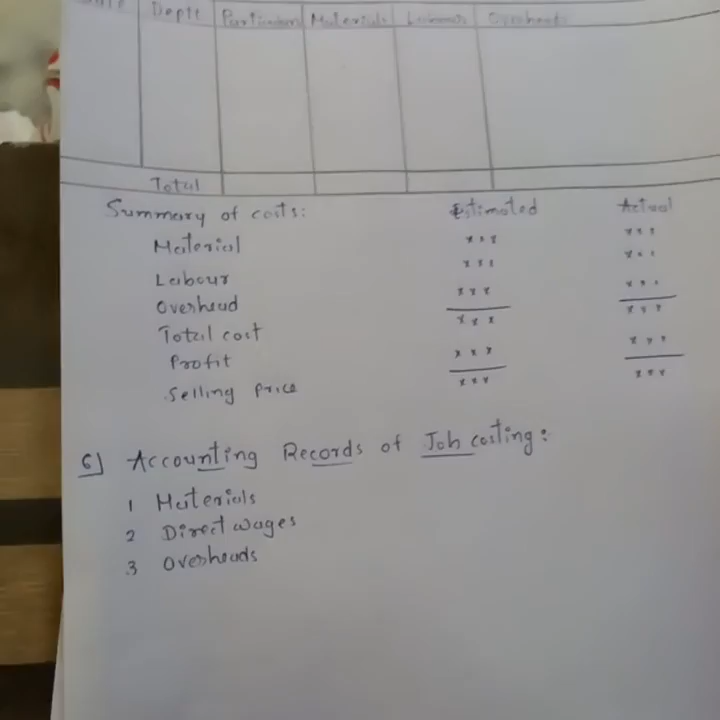 Deptt Particulars Materials Labour Overheads
Total
Summary of costs: Estimated Actual
Material xxx xxx
Labour xxx xxx
Overhead xxx xxx
Total cost xxx xxx
Profit xxx xxx
Selling Price xxx xxx
6) Accounting Records of Job costing:
1 Materials
2 Direct wages
3 Overheads